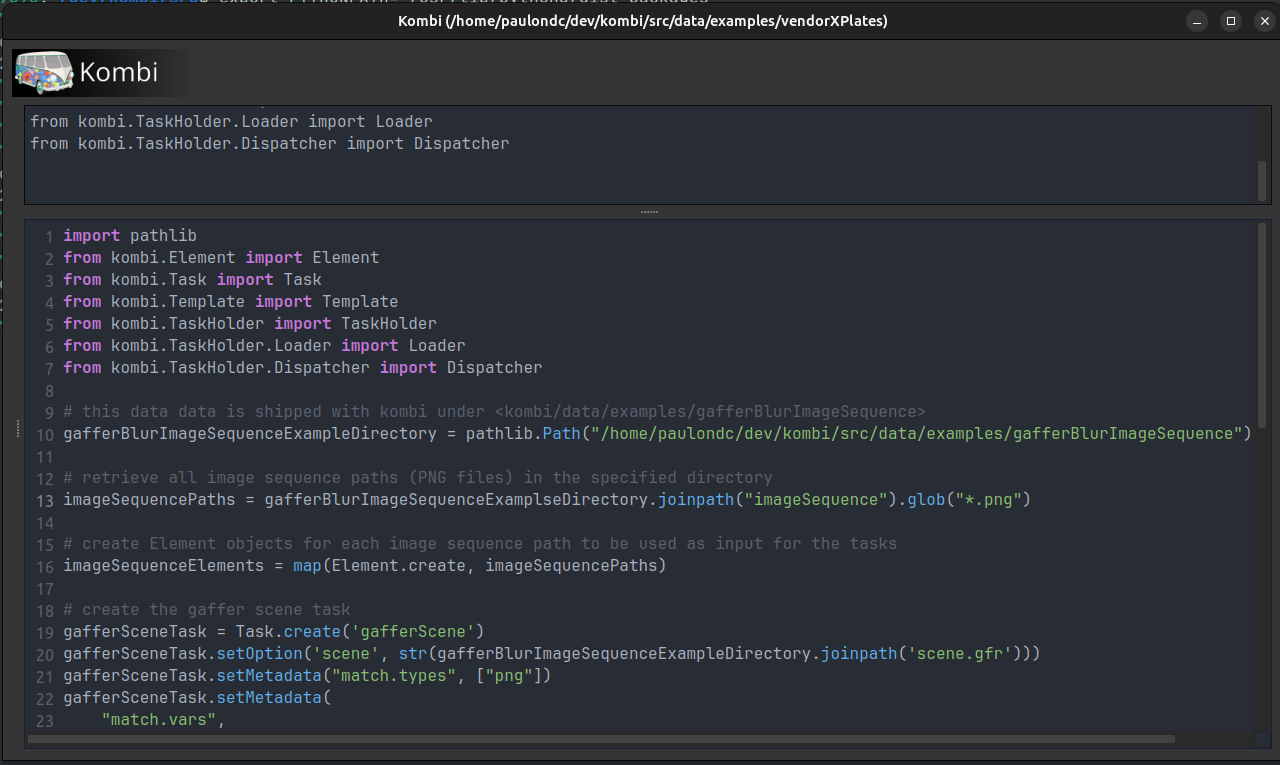 Kombi (/home/paulondc/dev/kombi/src/data/examples/vendorXPlates)
Kombi
from kombi.TaskHolder.Loader import Loader
from kombi.TaskHolder.Dispatcher import Dispatcher
1 import pathlib
2 from kombi.Element import Element
3 from kombi.Task import Task
4 from kombi.Template import Template
5 from kombi.TaskHolder import TaskHolder
6 from kombi.TaskHolder.Loader import Loader
7 from kombi.TaskHolder.Dispatcher import Dispatcher
8
9 # this data data is shipped with kombi under <kombi/data/examples/gafferBlurImageSequence>
10 gafferBlurImageSequenceExampleDirectory = pathlib.Path("/home/paulondc/dev/kombi/src/data/examples/gafferBlurImageSequence")
11
12 # retrieve all image sequence paths (PNG files) in the specified directory
13 imageSequencePaths = gafferBlurImageSequenceExamplseDirectory.joinpath("imageSequence").glob("*.png")
14
15 # create Element objects for each image sequence path to be used as input for the tasks
16 imageSequenceElements = map(Element.create, imageSequencePaths)
17
18 # create the gaffer scene task
19 gafferSceneTask = Task.create('gafferScene')
20 gafferSceneTask.setOption('scene', str(gafferBlurImageSequenceExampleDirectory.joinpath('scene.gfr')))
21 gafferSceneTask.setMetadata("match.types", ["png"])
22 gafferSceneTask.setMetadata(
23 "match.vars",